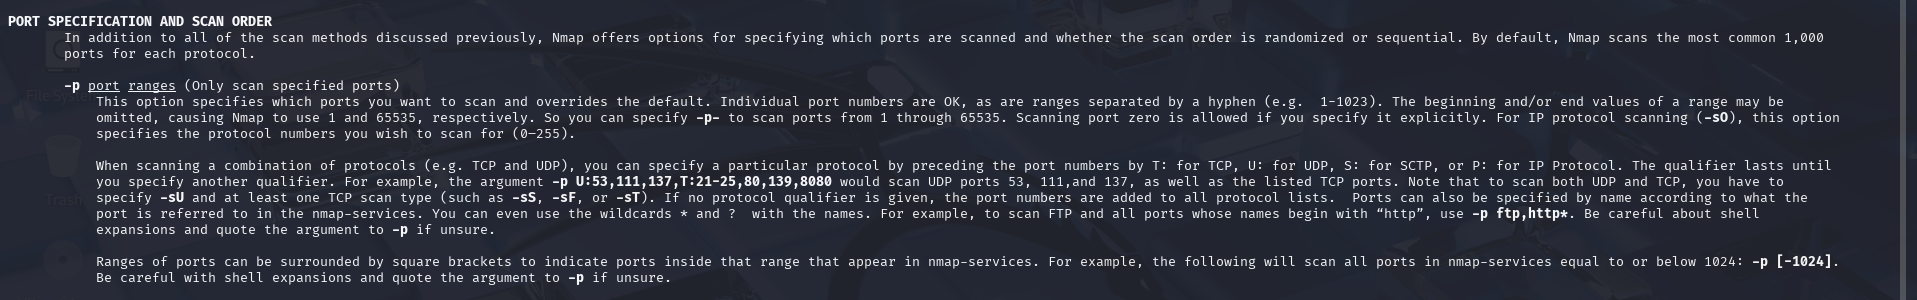 PORT SPECIFICATION AND SCAN ORDER
In addition to all of the scan methods discussed previously, Nmap offers options for specifying which ports are scanned and whether the scan order is randomized or sequential. By default, Nmap scans the most common 1,000
ports for each protocol.
-p port ranges (Only scan specified ports)
This option specifies which ports you want to scan and overrides the default. Individual port numbers are OK, as are ranges separated by a hyphen (e.g.  1-1023). The beginning and/or end values of a range may be
omitted, causing Nmap to use 1 and 65535, respectively. So you can specify -p- to scan ports from 1 through 65535. Scanning port zero is allowed if you specify it explicitly. For IP protocol scanning (-sO), this option
specifies the protocol numbers you wish to scan for (0–255).
When scanning a combination of protocols (e.g. TCP and UDP), you can specify a particular protocol by preceding the port numbers by T: for TCP, U: for UDP, S: for SCTP, or P: for IP Protocol. The qualifier lasts until
you specify another qualifier. For example, the argument -p U:53,111,137,T:21-25,80,139,8080 would scan UDP ports 53, 111,and 137, as well as the listed TCP ports. Note that to scan both UDP and TCP, you have to
specify -sU and at least one TCP scan type (such as -sS, -sF, or -sT). If no protocol qualifier is given, the port numbers are added to all protocol lists.  Ports can also be specified by name according to what the
port is referred to in the nmap-services. You can even use the wildcards * and ?  with the names. For example, to scan FTP and all ports whose names begin with “http”, use -p ftp,http*. Be careful about shell
expansions and quote the argument to -p if unsure.
Ranges of ports can be surrounded by square brackets to indicate ports inside that range that appear in nmap-services. For example, the following will scan all ports in nmap-services equal to or below 1024: -p [-1024].
Be careful with shell expansions and quote the argument to -p if unsure.
File System
Trash